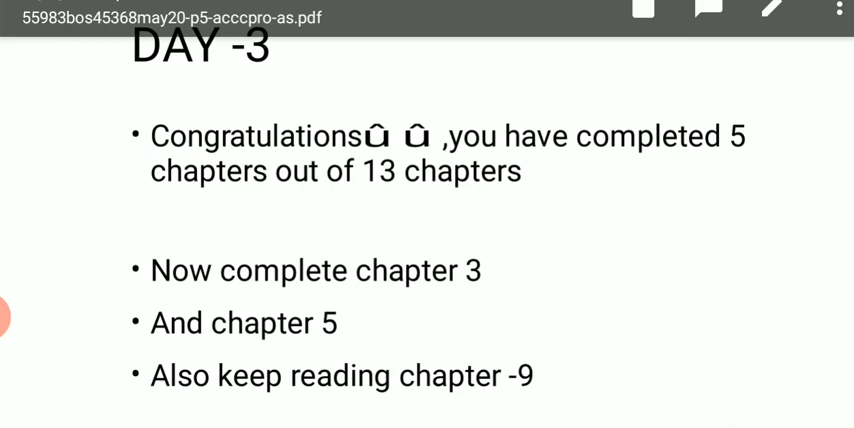 55983bos45368may20-p5-acccpro-as.pdf
DAY -3
• Congratulationsû û ,you have completed 5
chapters out of 13 chapters
• Now complete chapter 3
• And chapter 5
• Also keep reading chapter -9